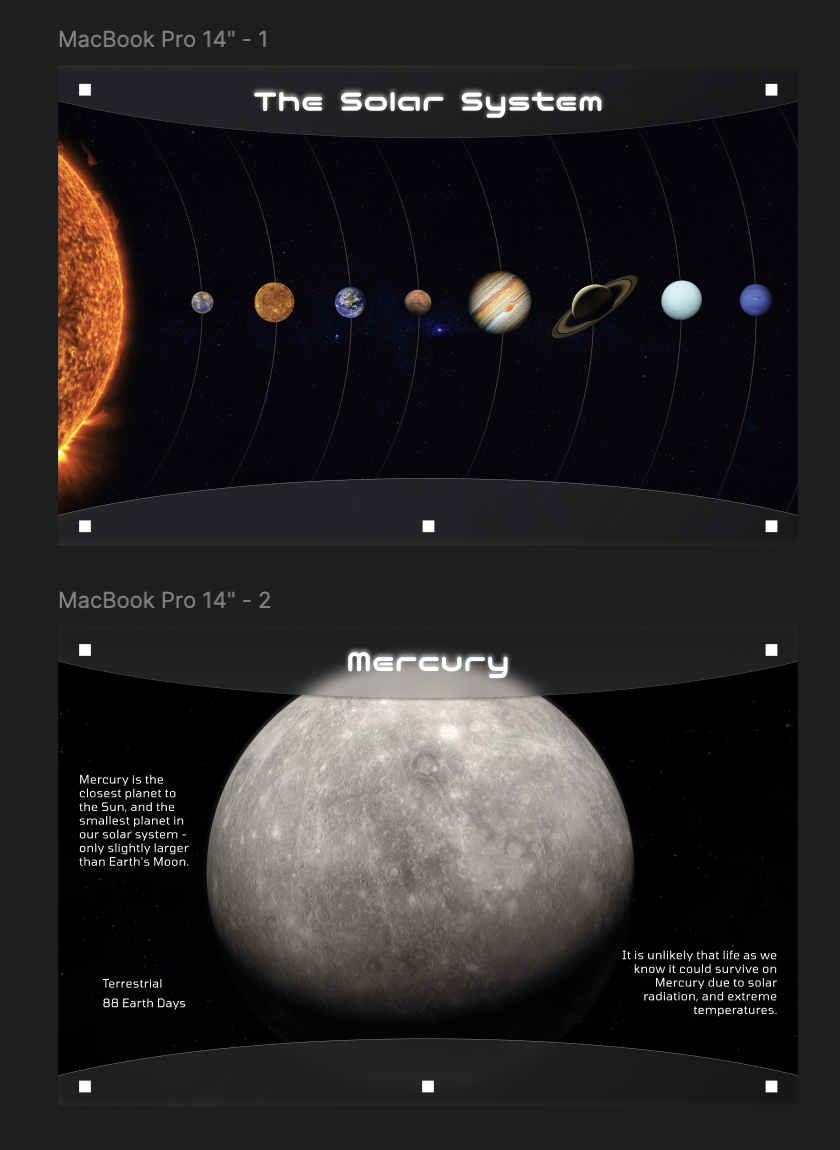 MacBook Pro 14" - 1
The Solar System
MacBook Pro 14" - 2
Mercury
Mercury is the
closest planet to
the Sun, and the
smallest planet in
our solar system -
only slightly larger
than Earth's Moon.
It is unlikely that life as we
know it could survive on
Mercury due to solar
radiation, and extreme
temperatures.
Terrestrial
88 Earth Days